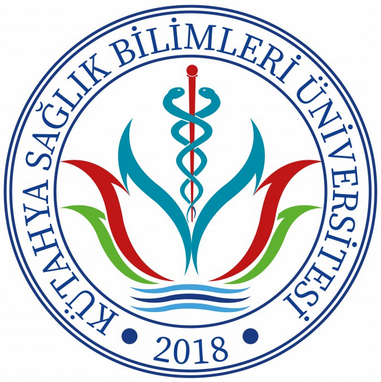 KÜTAHYA SAĞLIK BİLİMLERİ ÜNİVERSİTESİ
• 2018 •